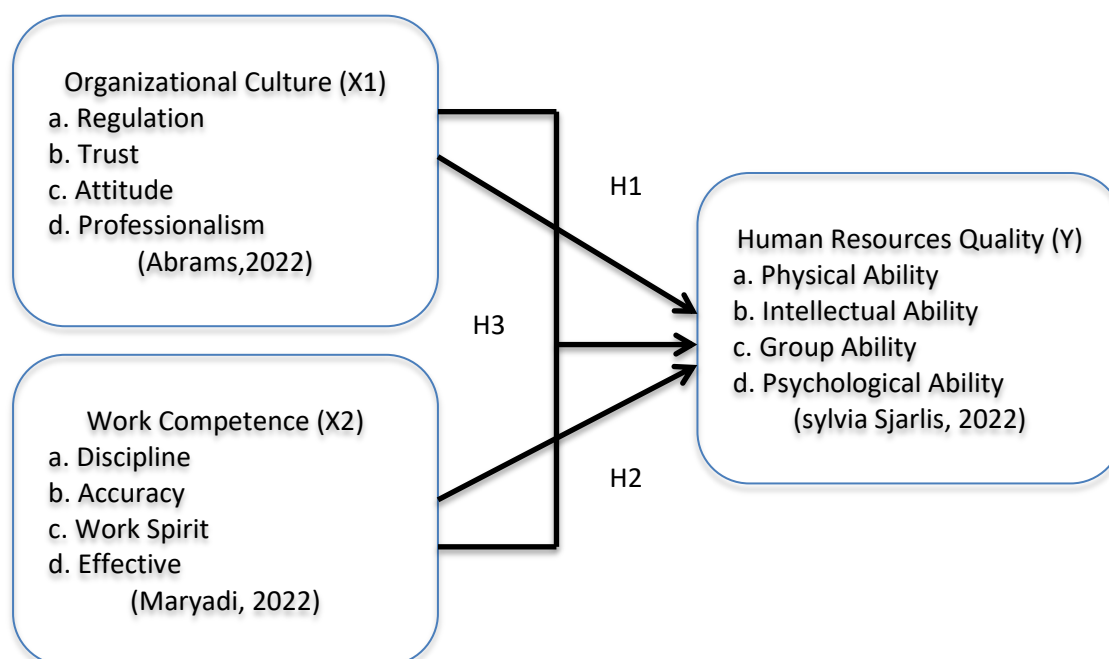 Organizational Culture (X1)
a. Regulation
b. Trust
c. Attitude
d. Professionalism
(Abrams,2022)
H1
Human Resources Quality (Y)
a. Physical Ability
b. Intellectual Ability
c. Group Ability
d. Psychological Ability
(sylvia Sjarlis, 2022)
H3
Work Competence (X2)
a. Discipline
b. Accuracy
c. Work Spirit
d. Effective
(Maryadi, 2022)
H2